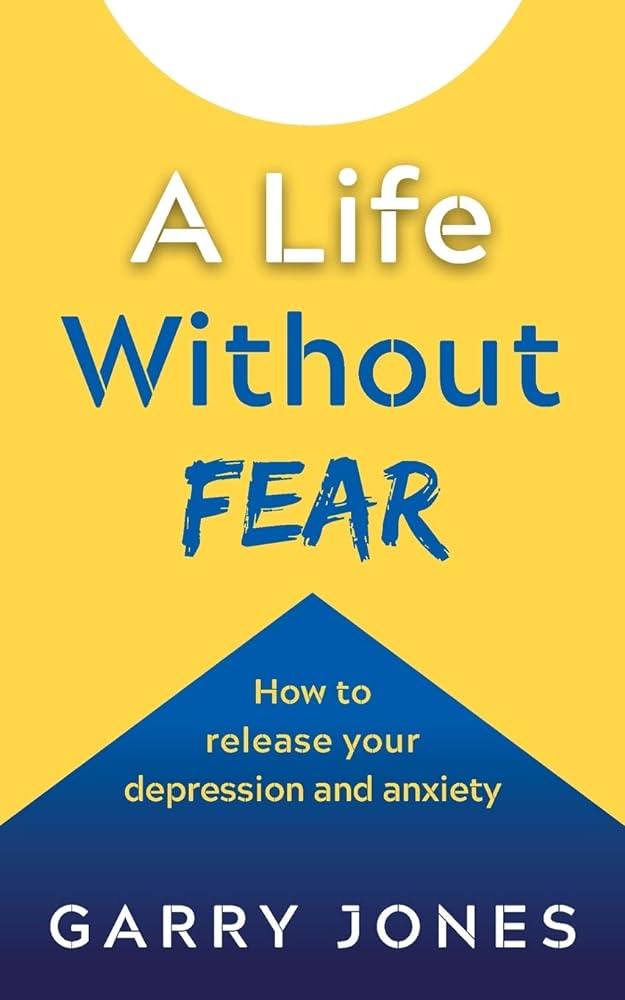 A Life
Without
FEAR
How to
release your
depression and anxiety
GARRY JONES